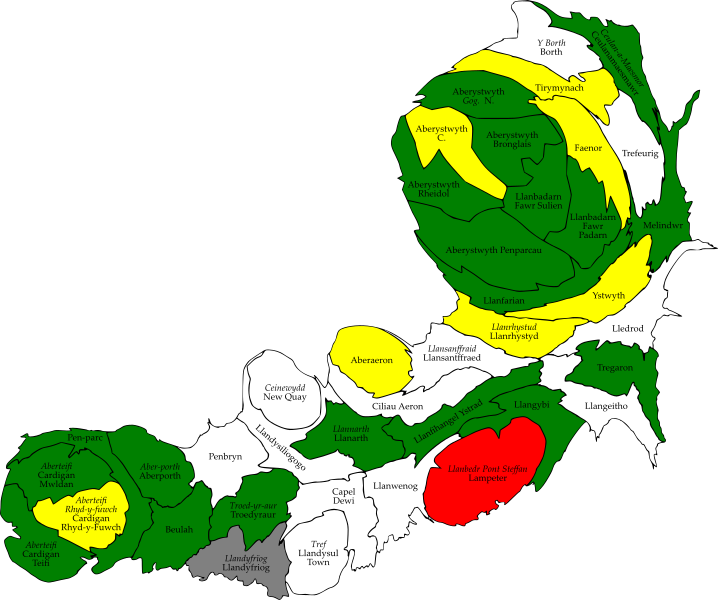 Y Borth
Borth
Ceulan-a-Maesmor
Ceulanamaesmawr
Tirymynach
Aberystwyth
Gog. N.
Aberystwyth
C.
Aberystwyth
Bronglais
Faenor
Trefeurig
Aberystwyth
Rheidol
Llanbadarn
Fawr Sulien
Llanbadarn
Fawr
Padarn
Melindwr
Aberystwyth Penparcau
Llanfarian
Ystwyth
Llanrhystud
Llanrhystyd
Lledrod
Aberaeron
Llansanffraid
Llansantffraed
Tregaron
Ceinewydd
New Quay
Ciliau Aeron
Llangybi
Llangeitho
Llannarth
Llanarth
Llanfihangel Ystrad
Llandysiliogogo
Pen-parc
Penbryn
Aberteifi
Cardigan
Mwldan
Aber-porth
Aberporth
Llanbedr Pont Steffan
Lampeter
Llanwenog
Capel
Dewi
Aberteifi
Rhyd-y-fuwch
Cardigan
Rhyd-y-Fuwch
Troed-yr-aur
Troedyraur
Beulah
Aberteifi
Cardigan
Teifi
Llandyfriog
Llandyfriog
Tref
Llandysul
Town